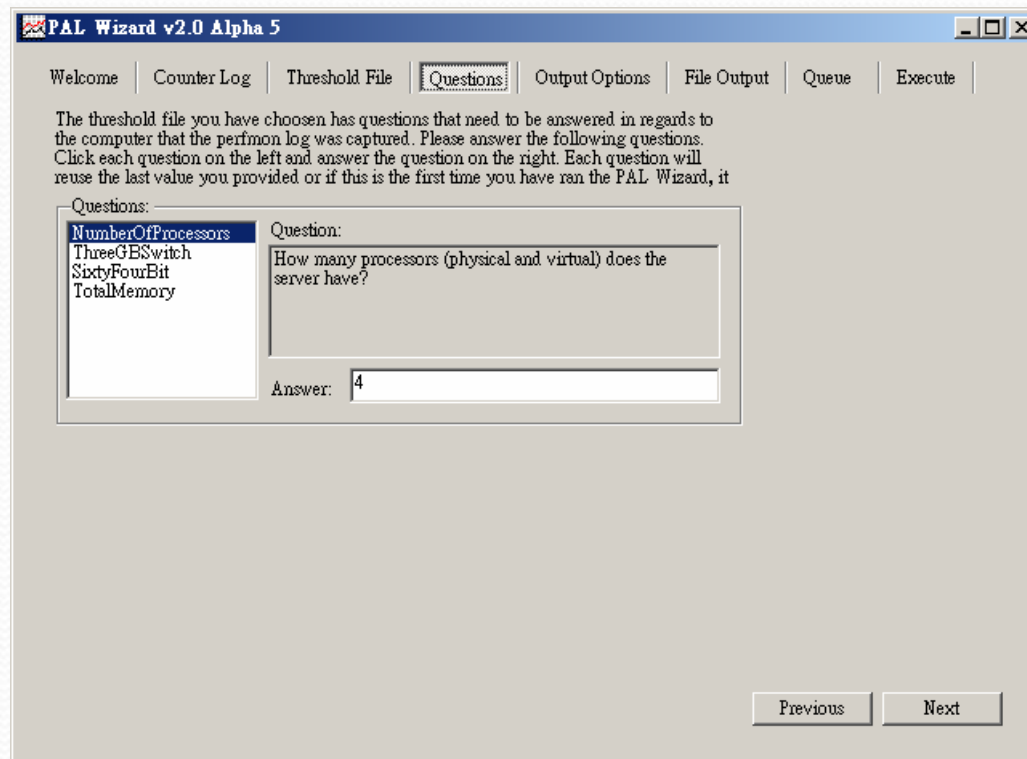 PAL Wizard v2.0 Alpha 5
Welcome Counter Log Threshold File Questions Output Options File Output Queue Execute
The threshold file you have choosen has questions that need to be answered in regards to
the computer that the perfmon log was captured. Please answer the following questions.
Click each question on the left and answer the question on the right. Each question will
reuse the last value you provided or if this is the first time you have ran the PAL Wizard, it
Questions:
NumberOfProcessors
ThreeGBSwitch
SixtyFourBit
TotalMemory
Question:
How many processors (physical and virtual) does the
server have?
Answer: 4
Previous Next